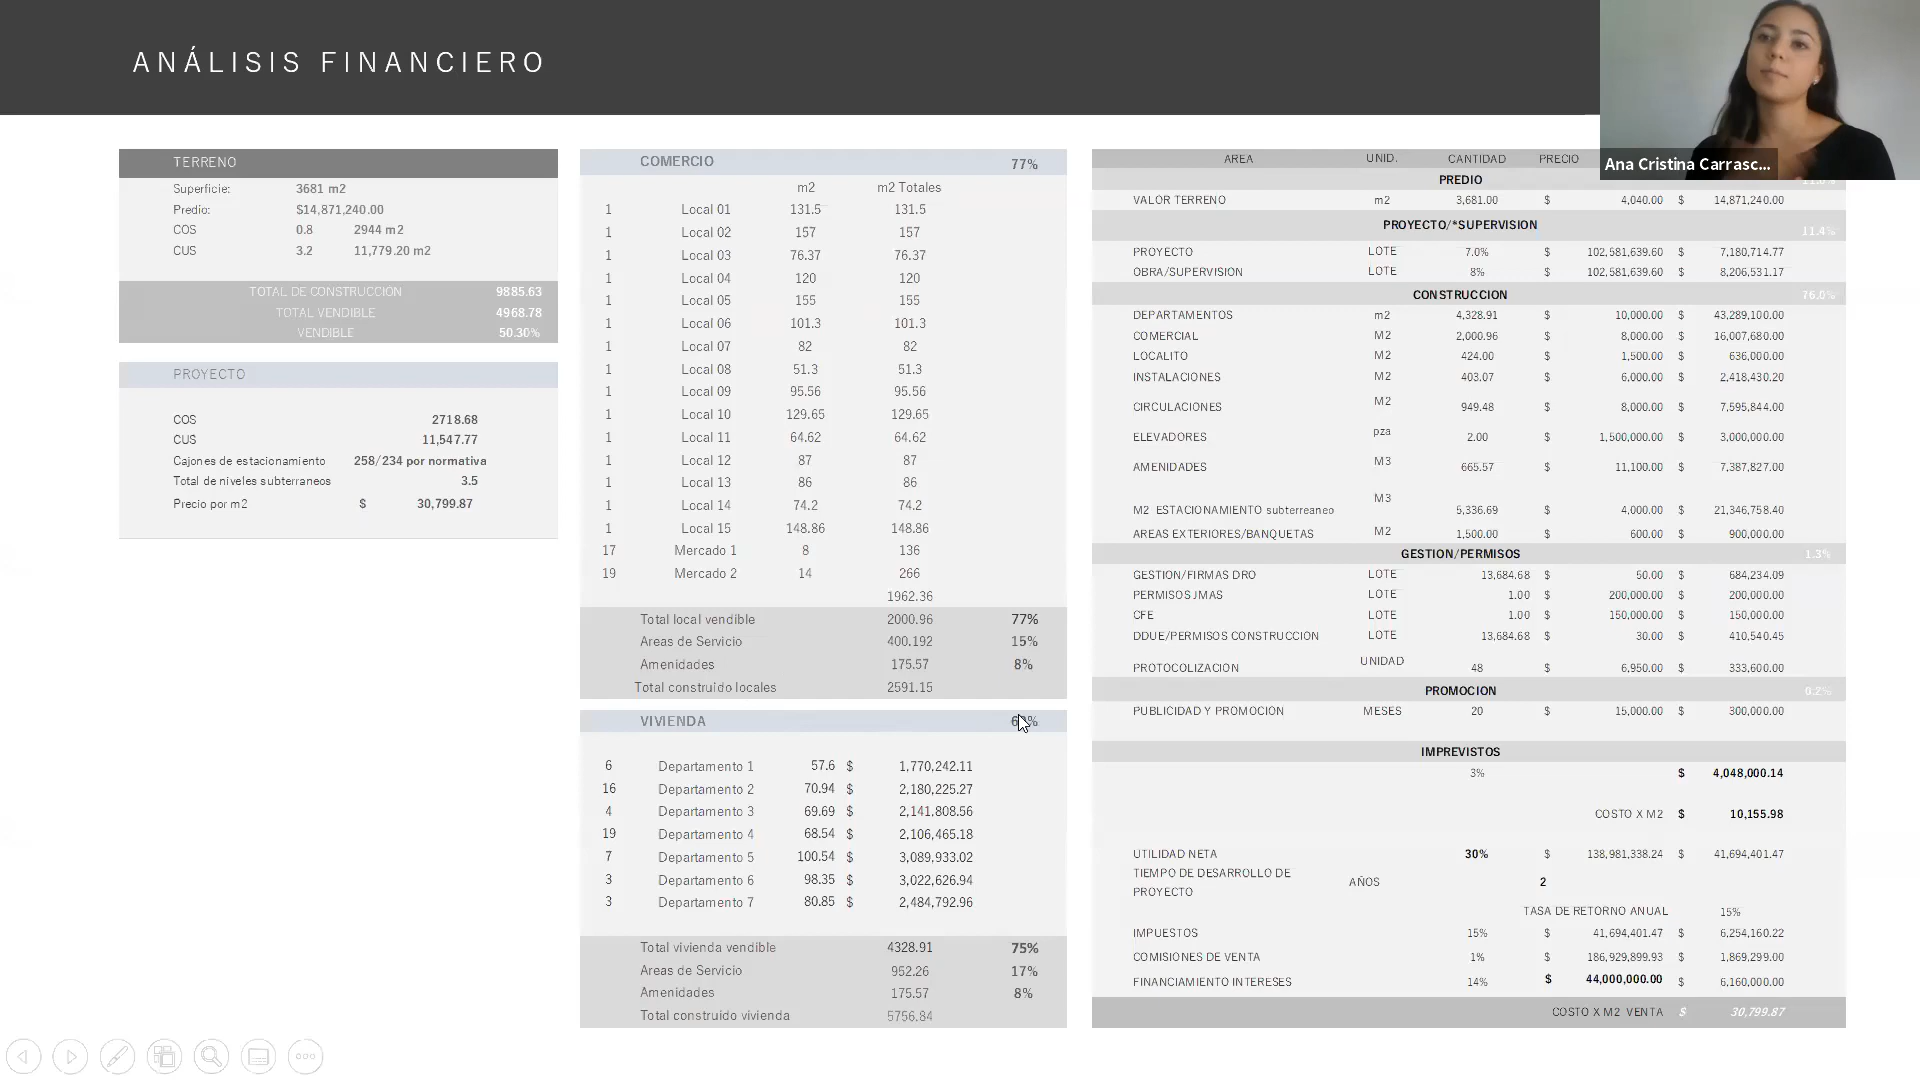 ANÁLISIS FINANCIERO
Ana Cristina Carrasc...
TERRENO
Superficie: 3681 m2
Predio: $14,871,240.00
COS 0.8 2944 m2
CUS 3.2 11,779.20 m2
TOTAL DE CONSTRUCCION 9885.63
TOTAL VENDIBLE 4968.78
VENDIBLE 50.30%
PROYECTO
COS 2718.68
CUS 11,547.77
Cajones de estacionamiento 258/234 por normativa
Total de niveles subterraneos 3.5
Precio por m2 $ 30,799.87
COMERCIO 77%
m2 m2 Totales
1 Local 01 131.5 131.5
1 Local 02 157 157
1 Local 03 76.37 76.37
1 Local 04 120 120
1 Local 05 155 155
1 Local 06 101.3 101.3
1 Local 07 82 82
1 Local 08 51.3 51.3
1 Local 09 95.56 95.56
1 Local 10 129.65 129.65
1 Local 11 64.62 64.62
1 Local 12 87 87
1 Local 13 86 86
1 Local 14 74.2 74.2
1 Local 15 148.86 148.86
17 Mercado 1 8 136
19 Mercado 2 14 266
1962.36
Total local vendible 2000.96 77%
Areas de Servicio 400.192 15%
Amenidades 175.57 8%
Total construido locales 2591.15
VIVIENDA
6 Departamento 1 57.6 $ 1,770,242.11
16 Departamento 2 70.94 $ 2,180,225.27
4 Departamento 3 69.69 $ 2,141,808.56
19 Departamento 4 68.54 $ 2,106,465.18
7 Departamento 5 100.54 $ 3,089,933.02
3 Departamento 6 98.35 $ 3,022,626.94
3 Departamento 7 80.85 $ 2,484,792.96
Total vivienda vendible 4328.91 75%
Areas de Servicio 952.26 17%
Amenidades 175.57 8%
Total construido vivienda 5756.84
AREA UNID. CANTIDAD PRECIO
PREDIO
VALOR TERRENO m2 3,681.00 $ 4,040.00 $ 14,871,240.00
PROYECTO/*SUPERVISION 11.4%
PROYECTO LOTE 7.0% $ 102,581,639.60 $ 7,180,714.77
OBRA/SUPERVISION LOTE 8% $ 102,581,639.60 $ 8,206,531.17
CONSTRUCCION 76.0%
DEPARTAMENTOS m2 4,328.91 $ 10,000.00 $ 43,289,100.00
COMERCIAL M2 2,000.96 $ 8,000.00 $ 16,007,680.00
LOCALITO M2 424.00 $ 1,500.00 $ 636,000.00
INSTALACIONES M2 403.07 $ 6,000.00 $ 2,418,430.20
CIRCULACIONES M2 949.48 $ 8,000.00 $ 7,595,844.00
ELEVADORES pza 2.00 $ 1,500,000.00 $ 3,000,000.00
AMENIDADES M3 665.57 $ 11,100.00 $ 7,387,827.00
M2 ESTACIONAMIENTO subterreaneo M3 5,336.69 $ 4,000.00 $ 21,346,758.40
AREAS EXTERIORES/BANQUETAS M2 1,500.00 $ 600.00 $ 900,000.00
GESTION/PERMISOS 1.3%
GESTION/FIRMAS DRO LOTE 13,684.68 $ 50.00 $ 684,234.09
PERMISOS JMAS LOTE 1.00 $ 200,000.00 $ 200,000.00
CFE LOTE 1.00 $ 150,000.00 $ 150,000.00
DDUE/PERMISOS CONSTRUCCION LOTE 13,684.68 $ 30.00 $ 410,540.45
PROTOCOLIZACION UNIDAD 48 $ 6,950.00 $ 333,600.00
PROMOCION 0.2%
PUBLICIDAD Y PROMOCION MESES 20 $ 15,000.00 $ 300,000.00
IMPREVISTOS
3% $ 4,048,000.14
COSTO X M2 $ 10,155.98
UTILIDAD NETA 30% $ 138,981,338.24 $ 41,694,401.47
TIEMPO DE DESARROLLO DE
PROYECTO AÑOS 2
TASA DE RETORNO ANUAL 15%
IMPUESTOS 15% $ 41,694,401.47 $ 6,254,160.22
COMISIONES DE VENTA 1% $ 186,929,899.93 $ 1,869,299.00
FINANCIAMIENTO INTERESES 14% $ 44,000,000.00 $ 6,160,000.00
COSTO X M2 VENTA $ 30,799.87